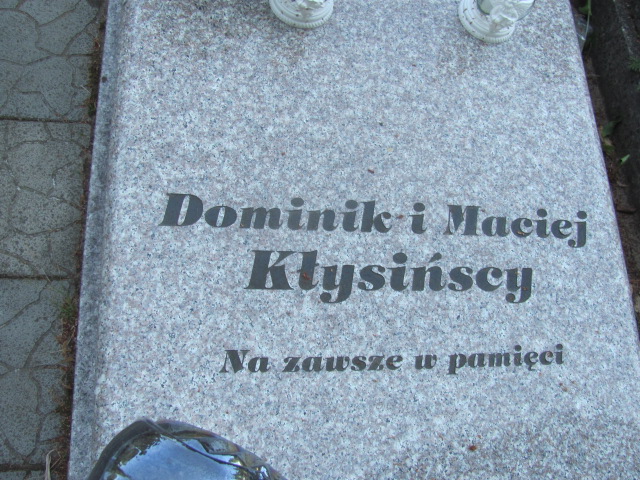 Dominik i Maciej
Kłysińscy
Na zawsze w pamięci